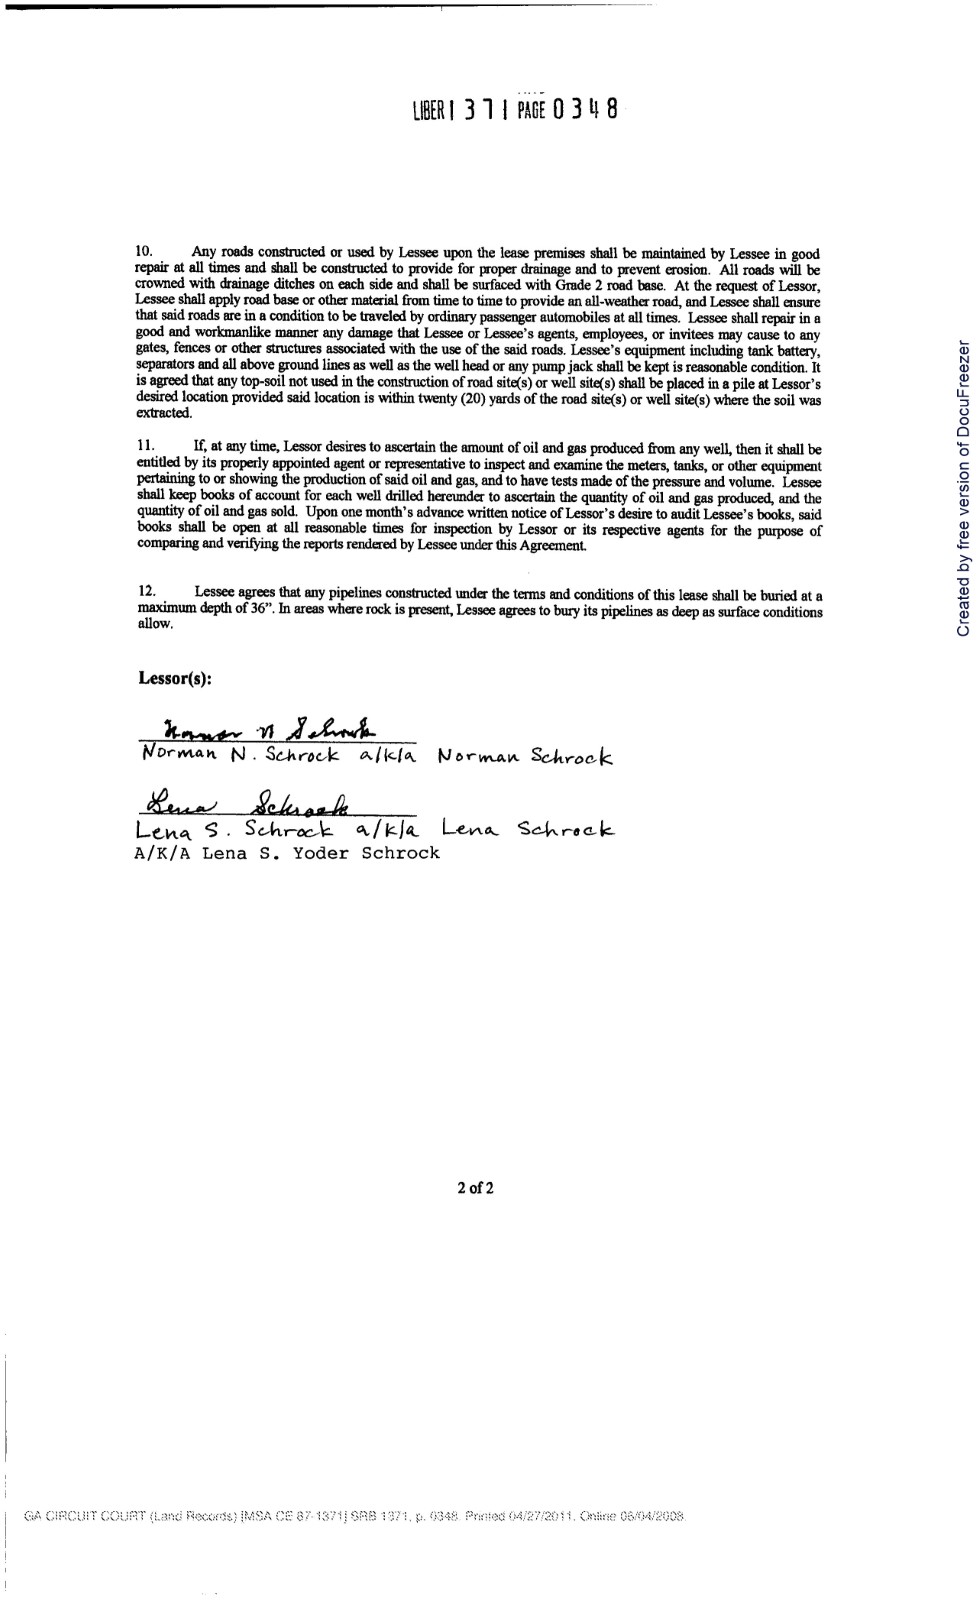 LIBER 1371 PAGE 0348
10. Any roads constructed or used by Lessee upon the lease premises shall be maintained by Lessee in good
repair at all times and shall be constructed to provide for proper drainage and to prevent erosion. All roads will be
crowned with drainage ditches on each side and shall be surfaced with Grade 2 road base. At the request of Lessor,
Lessee shall apply road base or other material from time to time to provide an all-weather road, and Lessee shall ensure
that said roads are in a condition to be traveled by ordinary passenger automobiles at all times. Lessee shall repair in a
good and workmanlike manner any damage that Lessee or Lessee's agents, employees, or invitees may cause to any
gates, fences or other structures associated with the use of the said roads. Lessee's equipment including tank battery,
separators and all above ground lines as well as the well head or any pump jack shall be kept is reasonable condition. It
is agreed that any top-soil not used in the construction of road site(s) or well site(s) shall be placed in a pile at Lessor's
desired location provided said location is within twenty (20) yards of the road site(s) or well site(s) where the soil was
extracted.
11. If, at any time, Lessor desires to ascertain the amount of oil and gas produced from any well, then it shall be
entitled by its properly appointed agent or representative to inspect and examine the meters, tanks, or other equipment
pertaining to or showing the production of said oil and gas, and to have tests made of the pressure and volume. Lessee
shall keep books of account for each well drilled hereunder to ascertain the quantity of oil and gas produced, and the
quantity of oil and gas sold. Upon one month's advance written notice of Lessor's desire to audit Lessee's books, said
books shall be open at all reasonable times for inspection by Lessor or its respective agents for the purpose of
comparing and verifying the reports rendered by Lessee under this Agreement.
12. Lessee agrees that any pipelines constructed under the terms and conditions of this lease shall be buried at a
maximum depth of 36”. In areas where rock is present, Lessee agrees to bury its pipelines as deep as surface conditions
allow.
Lessor(s):
Norman N Schrock
Norman N. Schrock a/k/a Norman Schrock
Lena Schrock
Lena S. Schrock a/k/a Lena Schrock
A/K/A Lena S. Yoder Schrock
2 of 2
GA CIRCUIT COURT (Land Records) [MSA CE 87-1371] SRB 1371, p. 0348. Printed 04/27/2011. Online 06/04/2008.
Created by free version of DocuFreezer